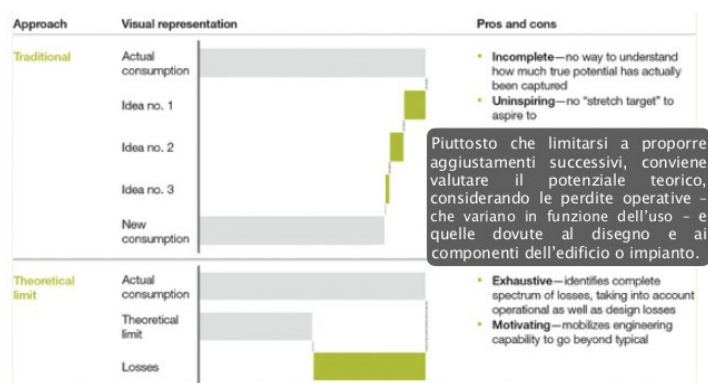 Approach
Visual representation
Pros and cons
Traditional
Actual
consumption
Idea no. 1
Idea no. 2
Idea no. 3
New
consumption
• Incomplete—no way to understand
how much true potential has actually
been captured
• Uninspiring—no “stretch target” to
aspire to
Piuttosto che limitarsi a proporre
aggiustamenti successivi, conviene
valutare il potenziale teorico,
considerando le perdite operative –
che variano in funzione dell’uso – e
quelle dovute al disegno e ai
componenti dell’edificio o impianto.
Theoretical
limit
Actual
consumption
Theoretical
limit
Losses
• Exhaustive—identifies complete
spectrum of losses, taking into account
operational as well as design losses
• Motivating—mobilizes engineering
capability to go beyond typical